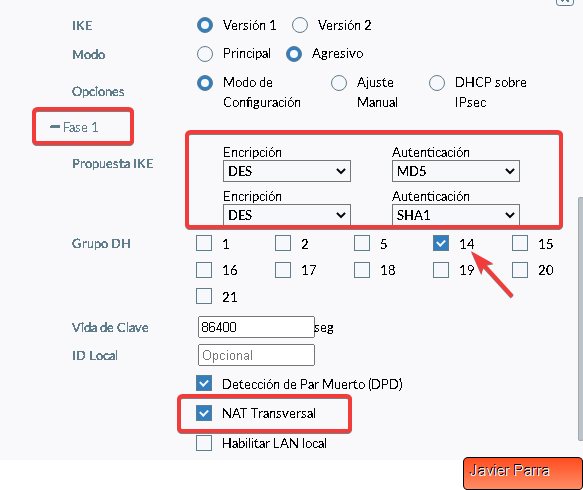 IKE Versión 1 Versión 2
Modo Principal Agresivo
Opciones Modo de Configuración Ajuste Manual DHCP sobre IPsec
Fase 1
Propuesta IKE
Encripción Autenticación
DES MD5
Encripción Autenticación
DES SHA1
Grupo DH 1 2 5 14 15
16 17 18 19 20
21
Vida de Clave 86400 seg
ID Local Opcional
Detección de Par Muerto (DPD)
NAT Transversal
Habilitar LAN local
Javier Parra